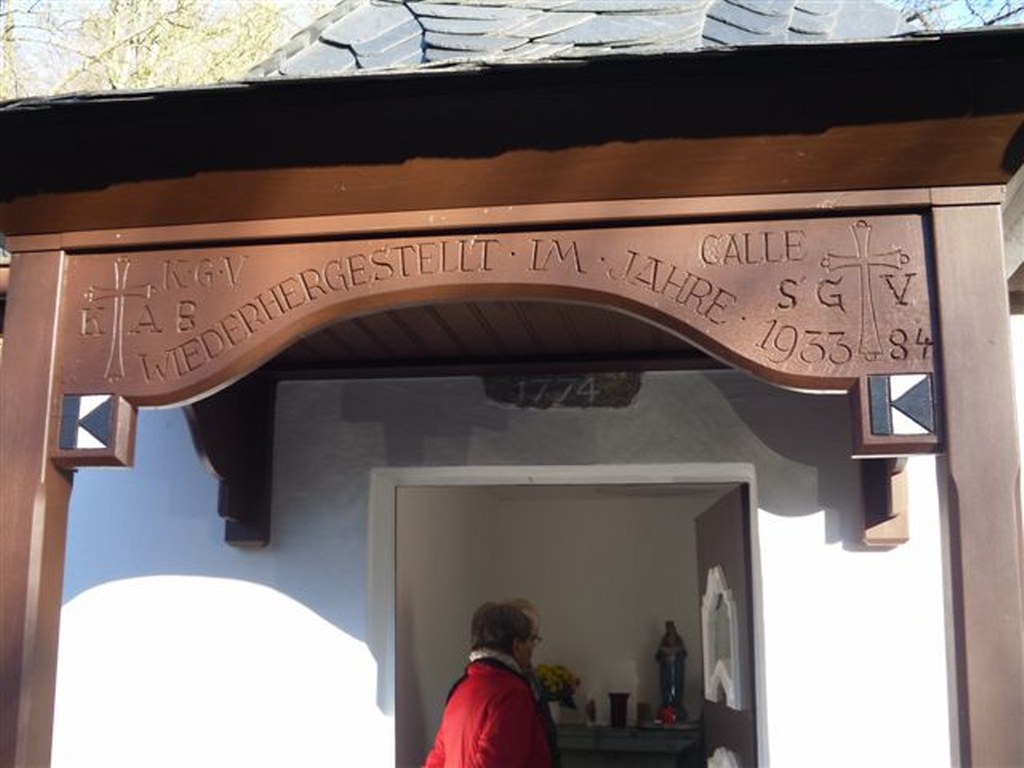 K·G·V
K A B
WIEDERHERGESTELLT · IM · JAHRE · 1933
CALLE
S G V
84
1774